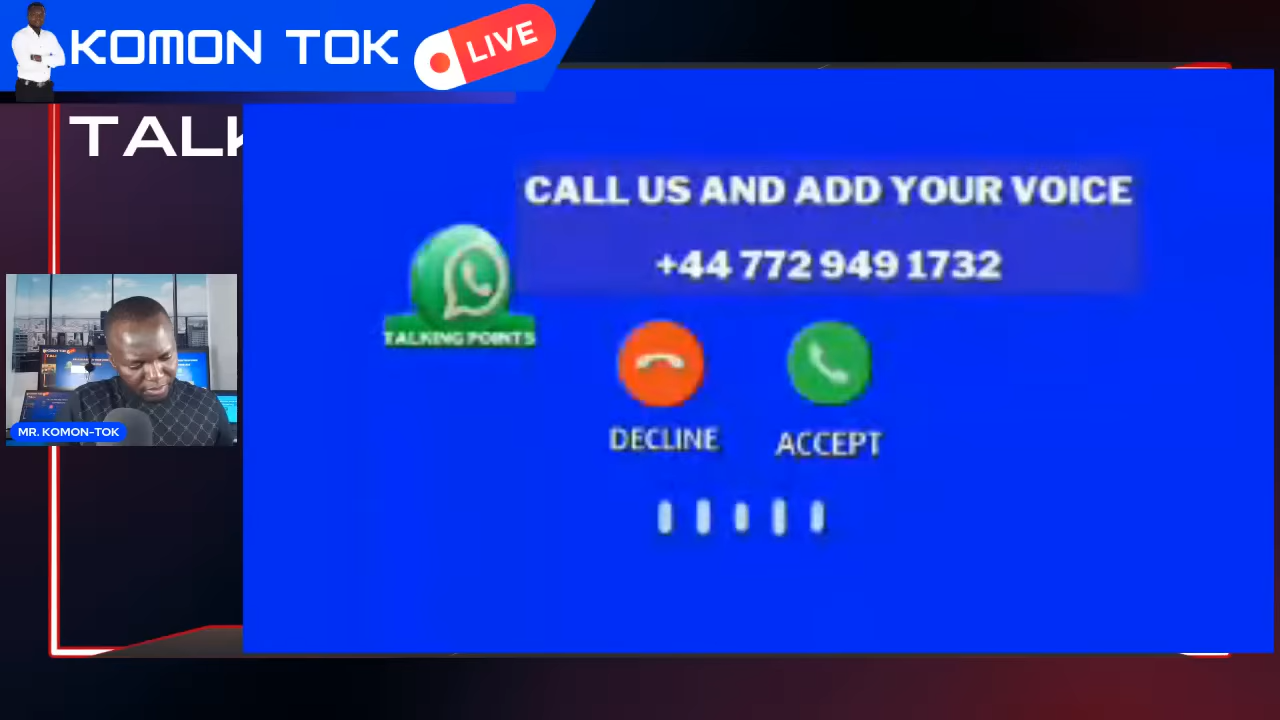 KOMON TOK
LIVE
TALK
CALL US AND ADD YOUR VOICE
+44 772 949 1732
TALKING POINTS
DECLINE
ACCEPT
MR. KOMON-TOK